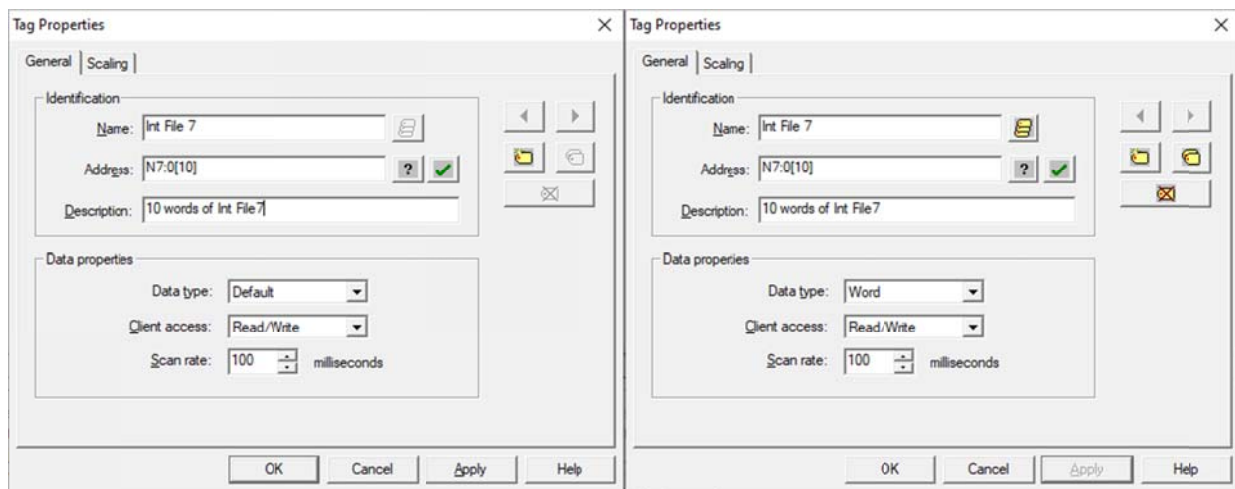 Tag Properties
General
Scaling
Identification
Name: Int File 7
Address: N7:0[10]
?
Description: 10 words of Int File7
Data properties
Data type: Default
Client access: Read/Write
Scan rate: 100 milliseconds
OK
Cancel
Apply
Help
Tag Properties
General
Scaling
Identification
Name: Int File 7
Address: N7:0[10]
?
Description: 10 words of Int File7
Data properties
Data type: Word
Client access: Read/Write
Scan rate: 100 milliseconds
OK
Cancel
Apply
Help